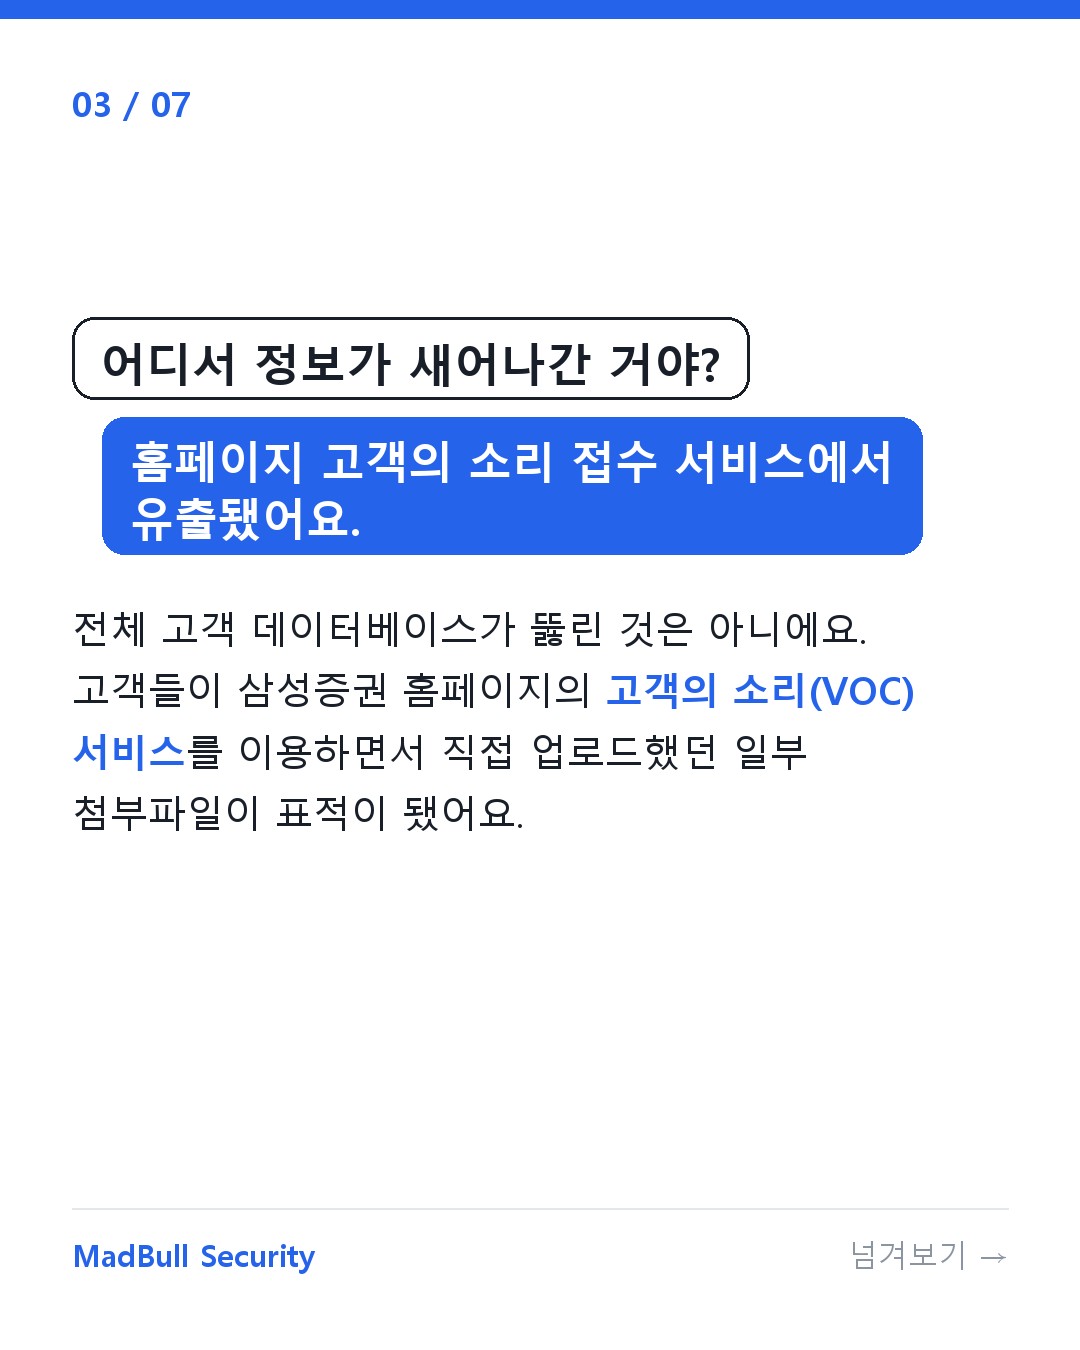 03 / 07
어디서 정보가 새어나간 거야?
홈페이지 고객의 소리 접수 서비스에서
유출됐어요.
전체 고객 데이터베이스가 뚫린 것은 아니에요.
고객들이 삼성증권 홈페이지의 고객의 소리(VOC)
서비스를 이용하면서 직접 업로드했던 일부
첨부파일이 표적이 됐어요.
MadBull Security
넘겨보기 →